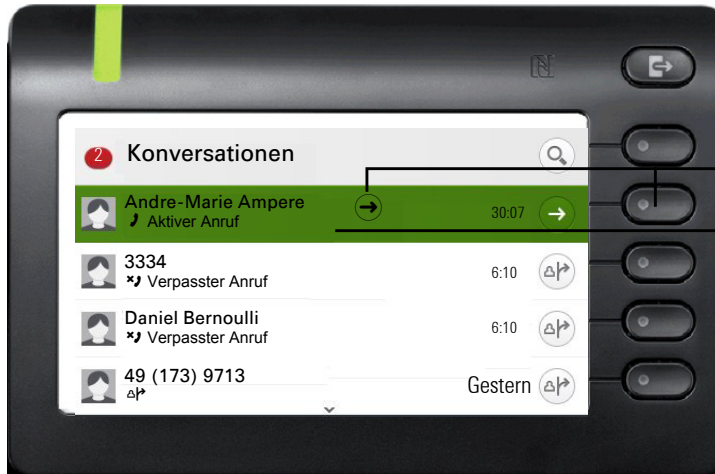 2 Konversationen
Andre-Marie Ampere
Aktiver Anruf 30:07
3334
Verpasster Anruf 6:10
Daniel Bernoulli
Verpasster Anruf 6:10
49 (173) 9713
Gestern